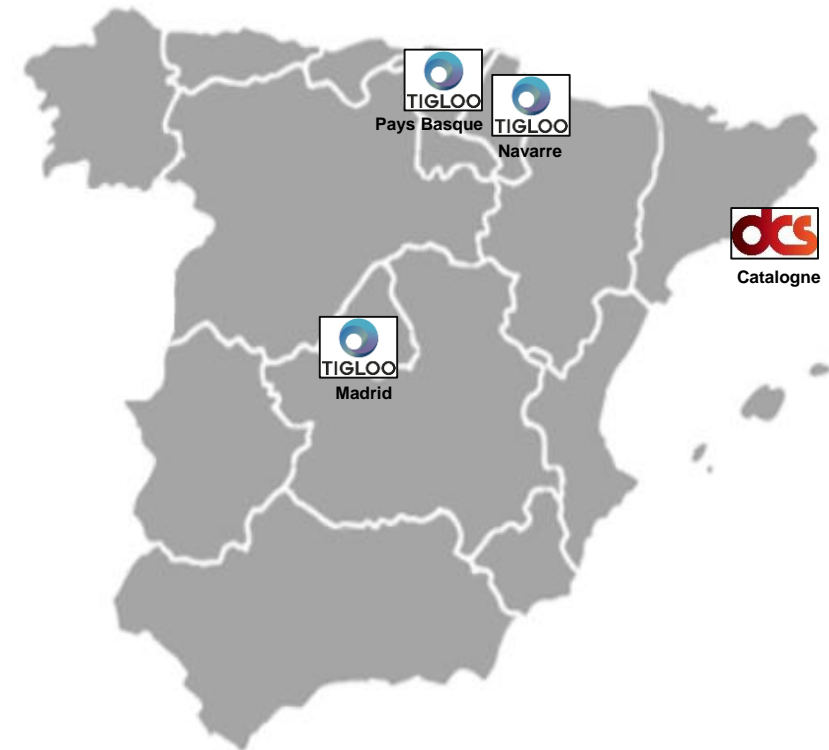 TIGLOO
Pays Basque
TIGLOO
Navarre
dcs
Catalogne
TIGLOO
Madrid